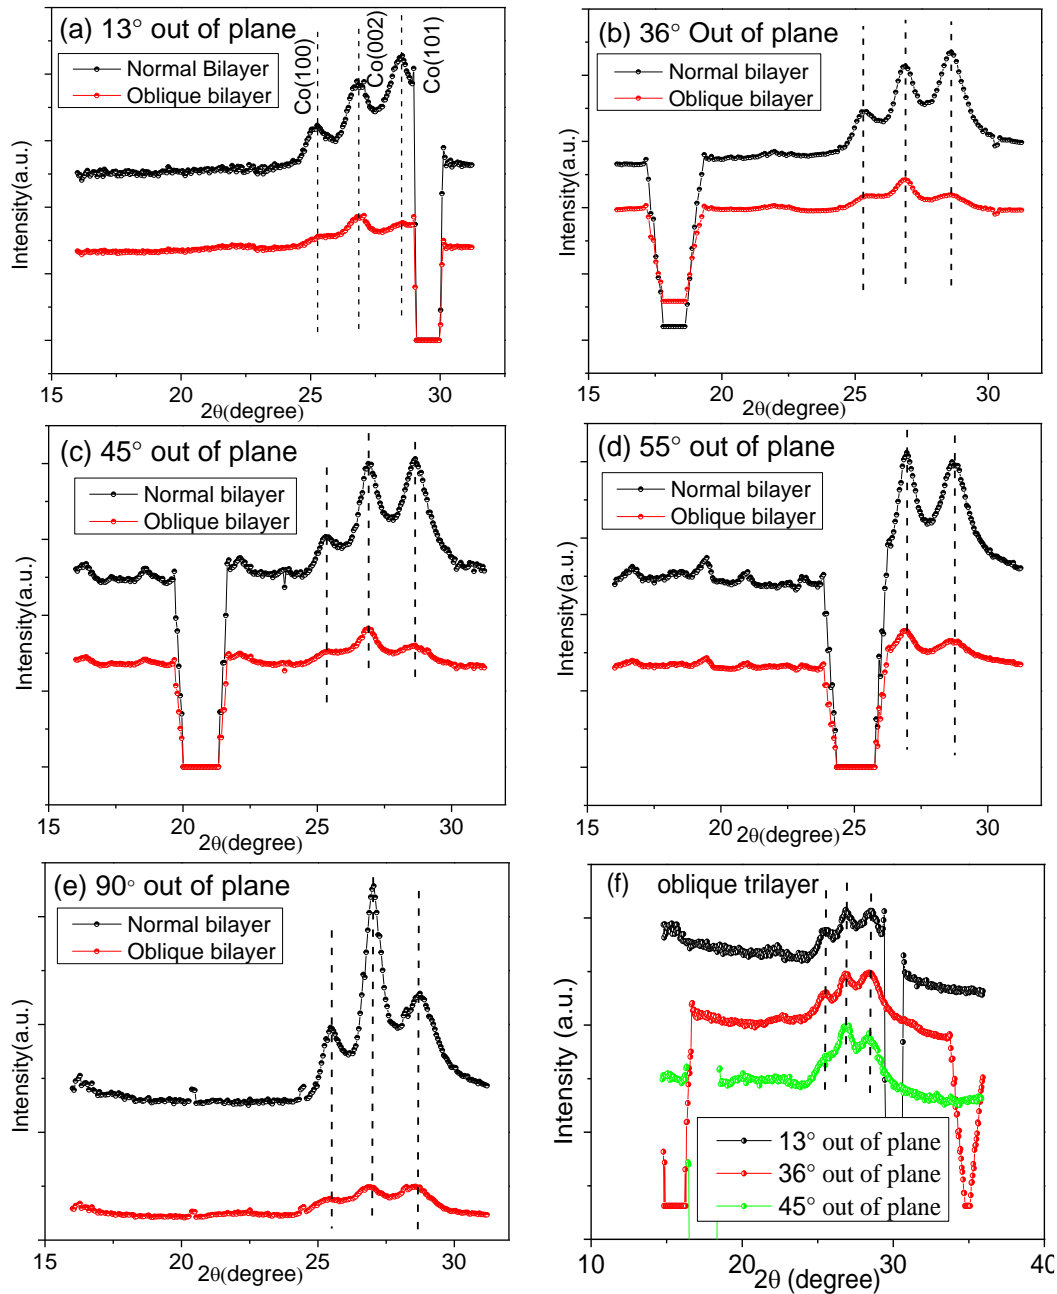 (a) 13° out of plane
Normal Bilayer
Oblique bilayer
Co(100)
Co(002)
Co(101)
Intensity(a.u.)
15 20 25 30
2θ(degree)
(b) 36° Out of plane
Normal Bilayer
Oblique bilayer
Intensity(a.u.)
15 20 25 30
2θ(degree)
(c) 45° out of plane
Normal bilayer
Oblique bilayer
Intensity(a.u.)
15 20 25 30
2θ(degree)
(d) 55° out of plane
Normal bilayer
Oblique bilayer
Intensity(a.u.)
15 20 25 30
2θ(degree)
(e) 90° out of plane
Normal bilayer
Oblique bilayer
Intensity(a.u.)
15 20 25 30
2θ(degree)
(f) oblique trilayer
Intensity (a.u.)
13° out of plane
36° out of plane
45° out of plane
10 20 30 40
2θ (degree)